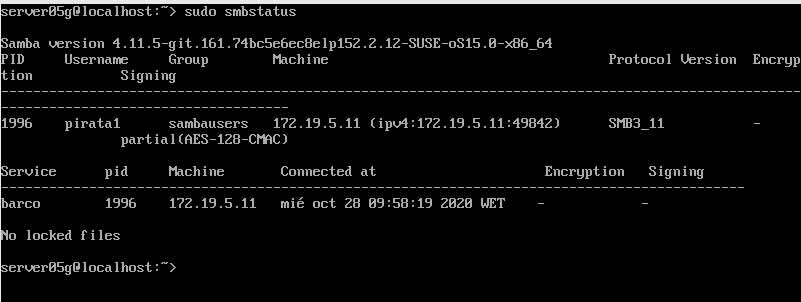 server05g@localhost:~> sudo smbstatus
Samba version 4.11.5-git.161.74bc5e6ec8e1p152.2.12-SUSE-oS15.0-x86_64
PID     Username     Group        Machine                                   Protocol Version  Encryp
tion           Signing
----------------------------------------------------------------------------------------------------
------------------------------------
1996    pirata1      sambausers   172.19.5.11 (ipv4:172.19.5.11:49842)      SMB3_11           -
               partial(AES-128-CMAC)
Service      pid     Machine       Connected at                     Encryption   Signing
---------------------------------------------------------------------------------------------
barco        1996    172.19.5.11   mié oct 28 09:58:19 2020 WET    -            -
No locked files
server05g@localhost:~>